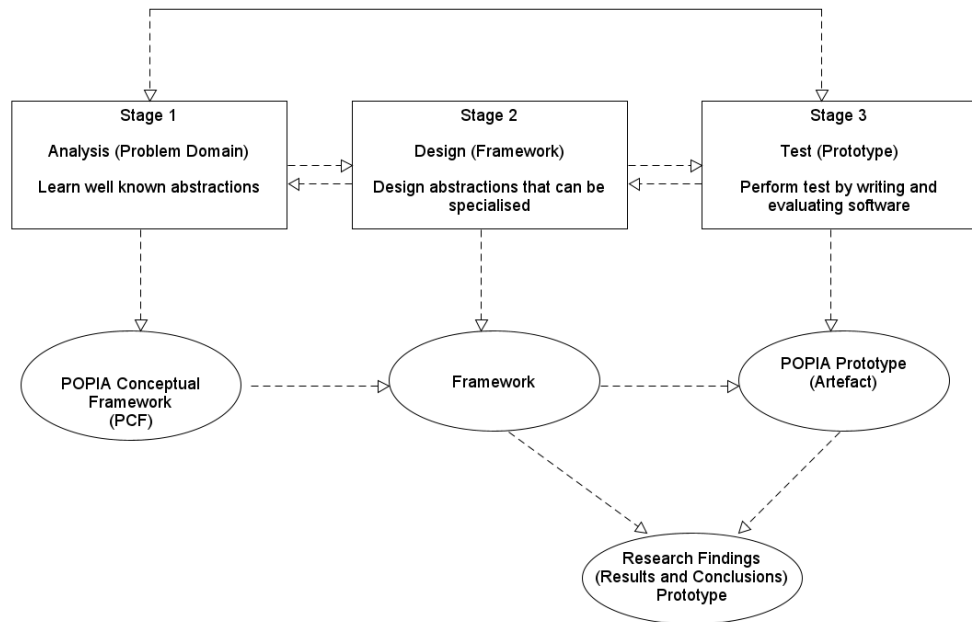 Stage 1
Analysis (Problem Domain)
Learn well known abstractions
Stage 2
Design (Framework)
Design abstractions that can be
specialised
Stage 3
Test (Prototype)
Perform test by writing and
evaluating software
POPIA Conceptual
Framework
(PCF)
Framework
POPIA Prototype
(Artefact)
Research Findings
(Results and Conclusions)
Prototype